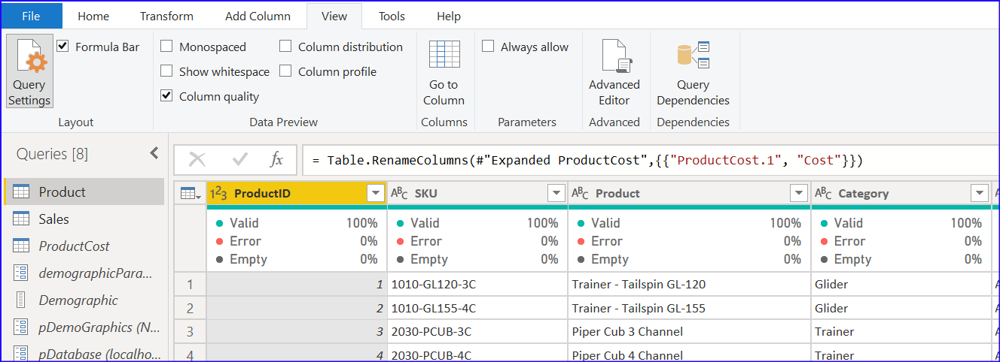 File Home Transform Add Column View Tools Help
Formula Bar Monospaced Column distribution Always allow
Show whitespace Column profile
Query Settings Column quality Go to Column Advanced Editor Query Dependencies
Layout Data Preview Columns Parameters Advanced Dependencies
Queries [8] fx = Table.RenameColumns(#"Expanded ProductCost",{{"ProductCost.1", "Cost"}})
Product 123 ProductID ABC SKU ABC Product ABC Category
Sales Valid 100% Valid 100% Valid 100% Valid 100%
ProductCost Error 0% Error 0% Error 0% Error 0%
Empty 0% Empty 0% Empty 0% Empty 0%
demographicPara... 1 1 1010-GL120-3C Trainer - Tailspin GL-120 Glider
Demographic 2 2 1010-GL155-4C Trainer - Tailspin GL-155 Glider
pDemoGraphics (N... 3 3 2030-PCUB-3C Piper Cub 3 Channel Trainer
pDatabase (localho... 4 4 2030-PCUB-4C Piper Cub 4 Channel Trainer